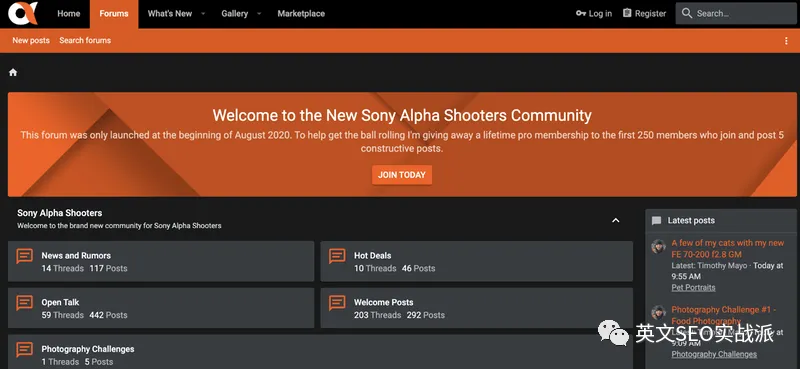 Home Forums What's New Gallery Marketplace Log in Register Search...
New posts Search forums
Welcome to the New Sony Alpha Shooters Community
This forum was only launched at the beginning of August 2020. To help get the ball rolling I'm giving away a lifetime pro membership to the first 250 members who join and post 5
constructive posts.
JOIN TODAY
Sony Alpha Shooters
Welcome to the brand new community for Sony Alpha Shooters
News and Rumors
14 Threads 117 Posts
Hot Deals
10 Threads 46 Posts
Open Talk
59 Threads 442 Posts
Welcome Posts
203 Threads 292 Posts
Photography Challenges
1 Threads 5 Posts
Latest posts
A few of my cats with my new
FE 70-200 f2.8 GM
Latest: Timothy Mayo · Today at
9:55 AM
Pet Portraits
Photography Challenge #1 -
Food Photography
Latest: Timothy Mayo · Today at
9:09 AM
Photography Challenges
英文SEO实战派